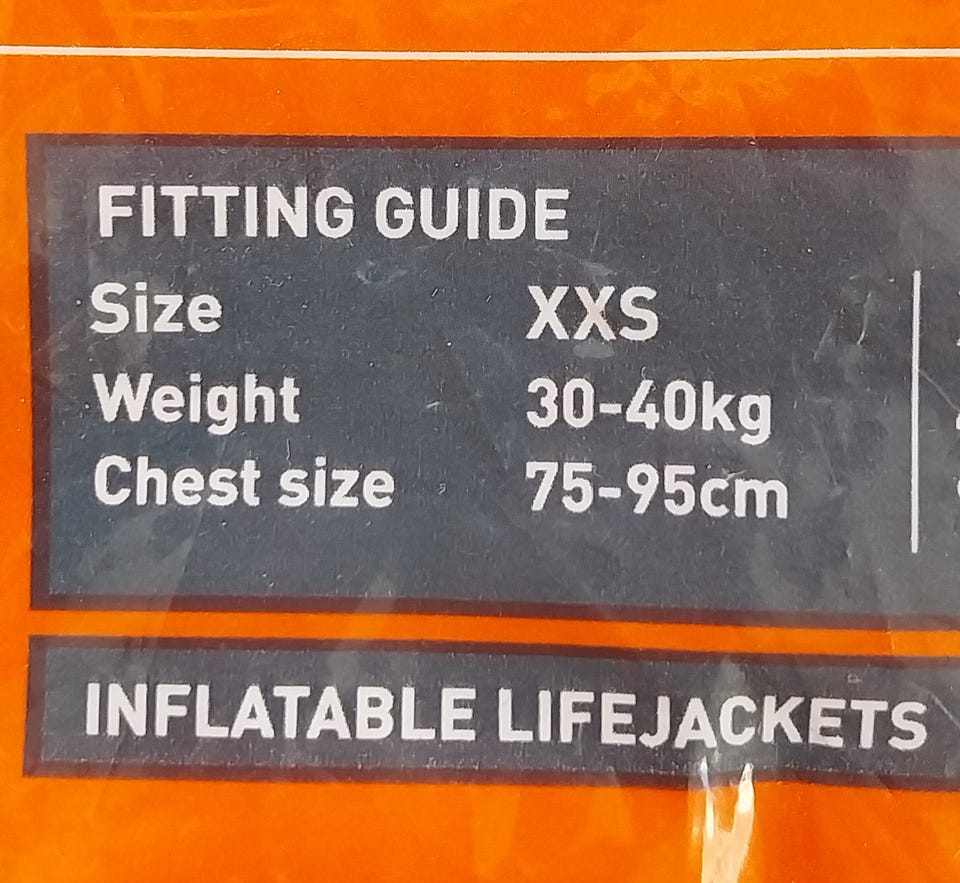 FITTING GUIDE
Size XXS
Weight 30-40kg
Chest size 75-95cm
INFLATABLE LIFEJACKETS